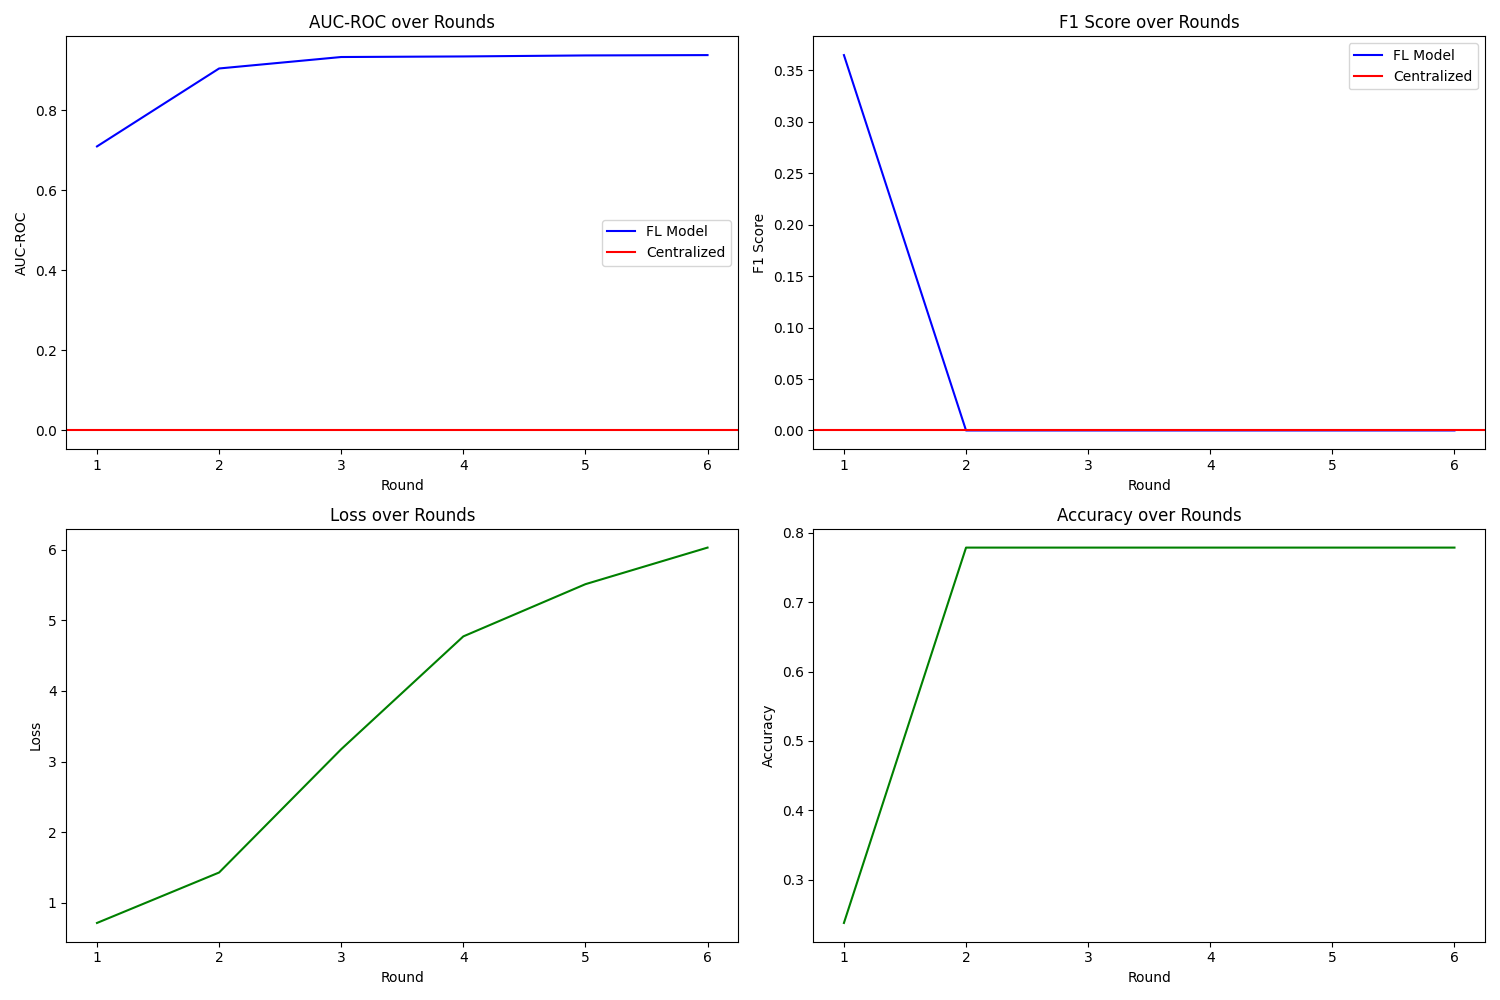 AUC-ROC over Rounds
AUC-ROC
0.8
0.6
0.4
0.2
0.0
FL Model
Centralized
1 2 3 4 5 6
Round
F1 Score over Rounds
F1 Score
0.35
0.30
0.25
0.20
0.15
0.10
0.05
0.00
FL Model
Centralized
1 2 3 4 5 6
Round
Loss over Rounds
Loss
6
5
4
3
2
1
1 2 3 4 5 6
Round
Accuracy over Rounds
Accuracy
0.8
0.7
0.6
0.5
0.4
0.3
1 2 3 4 5 6
Round